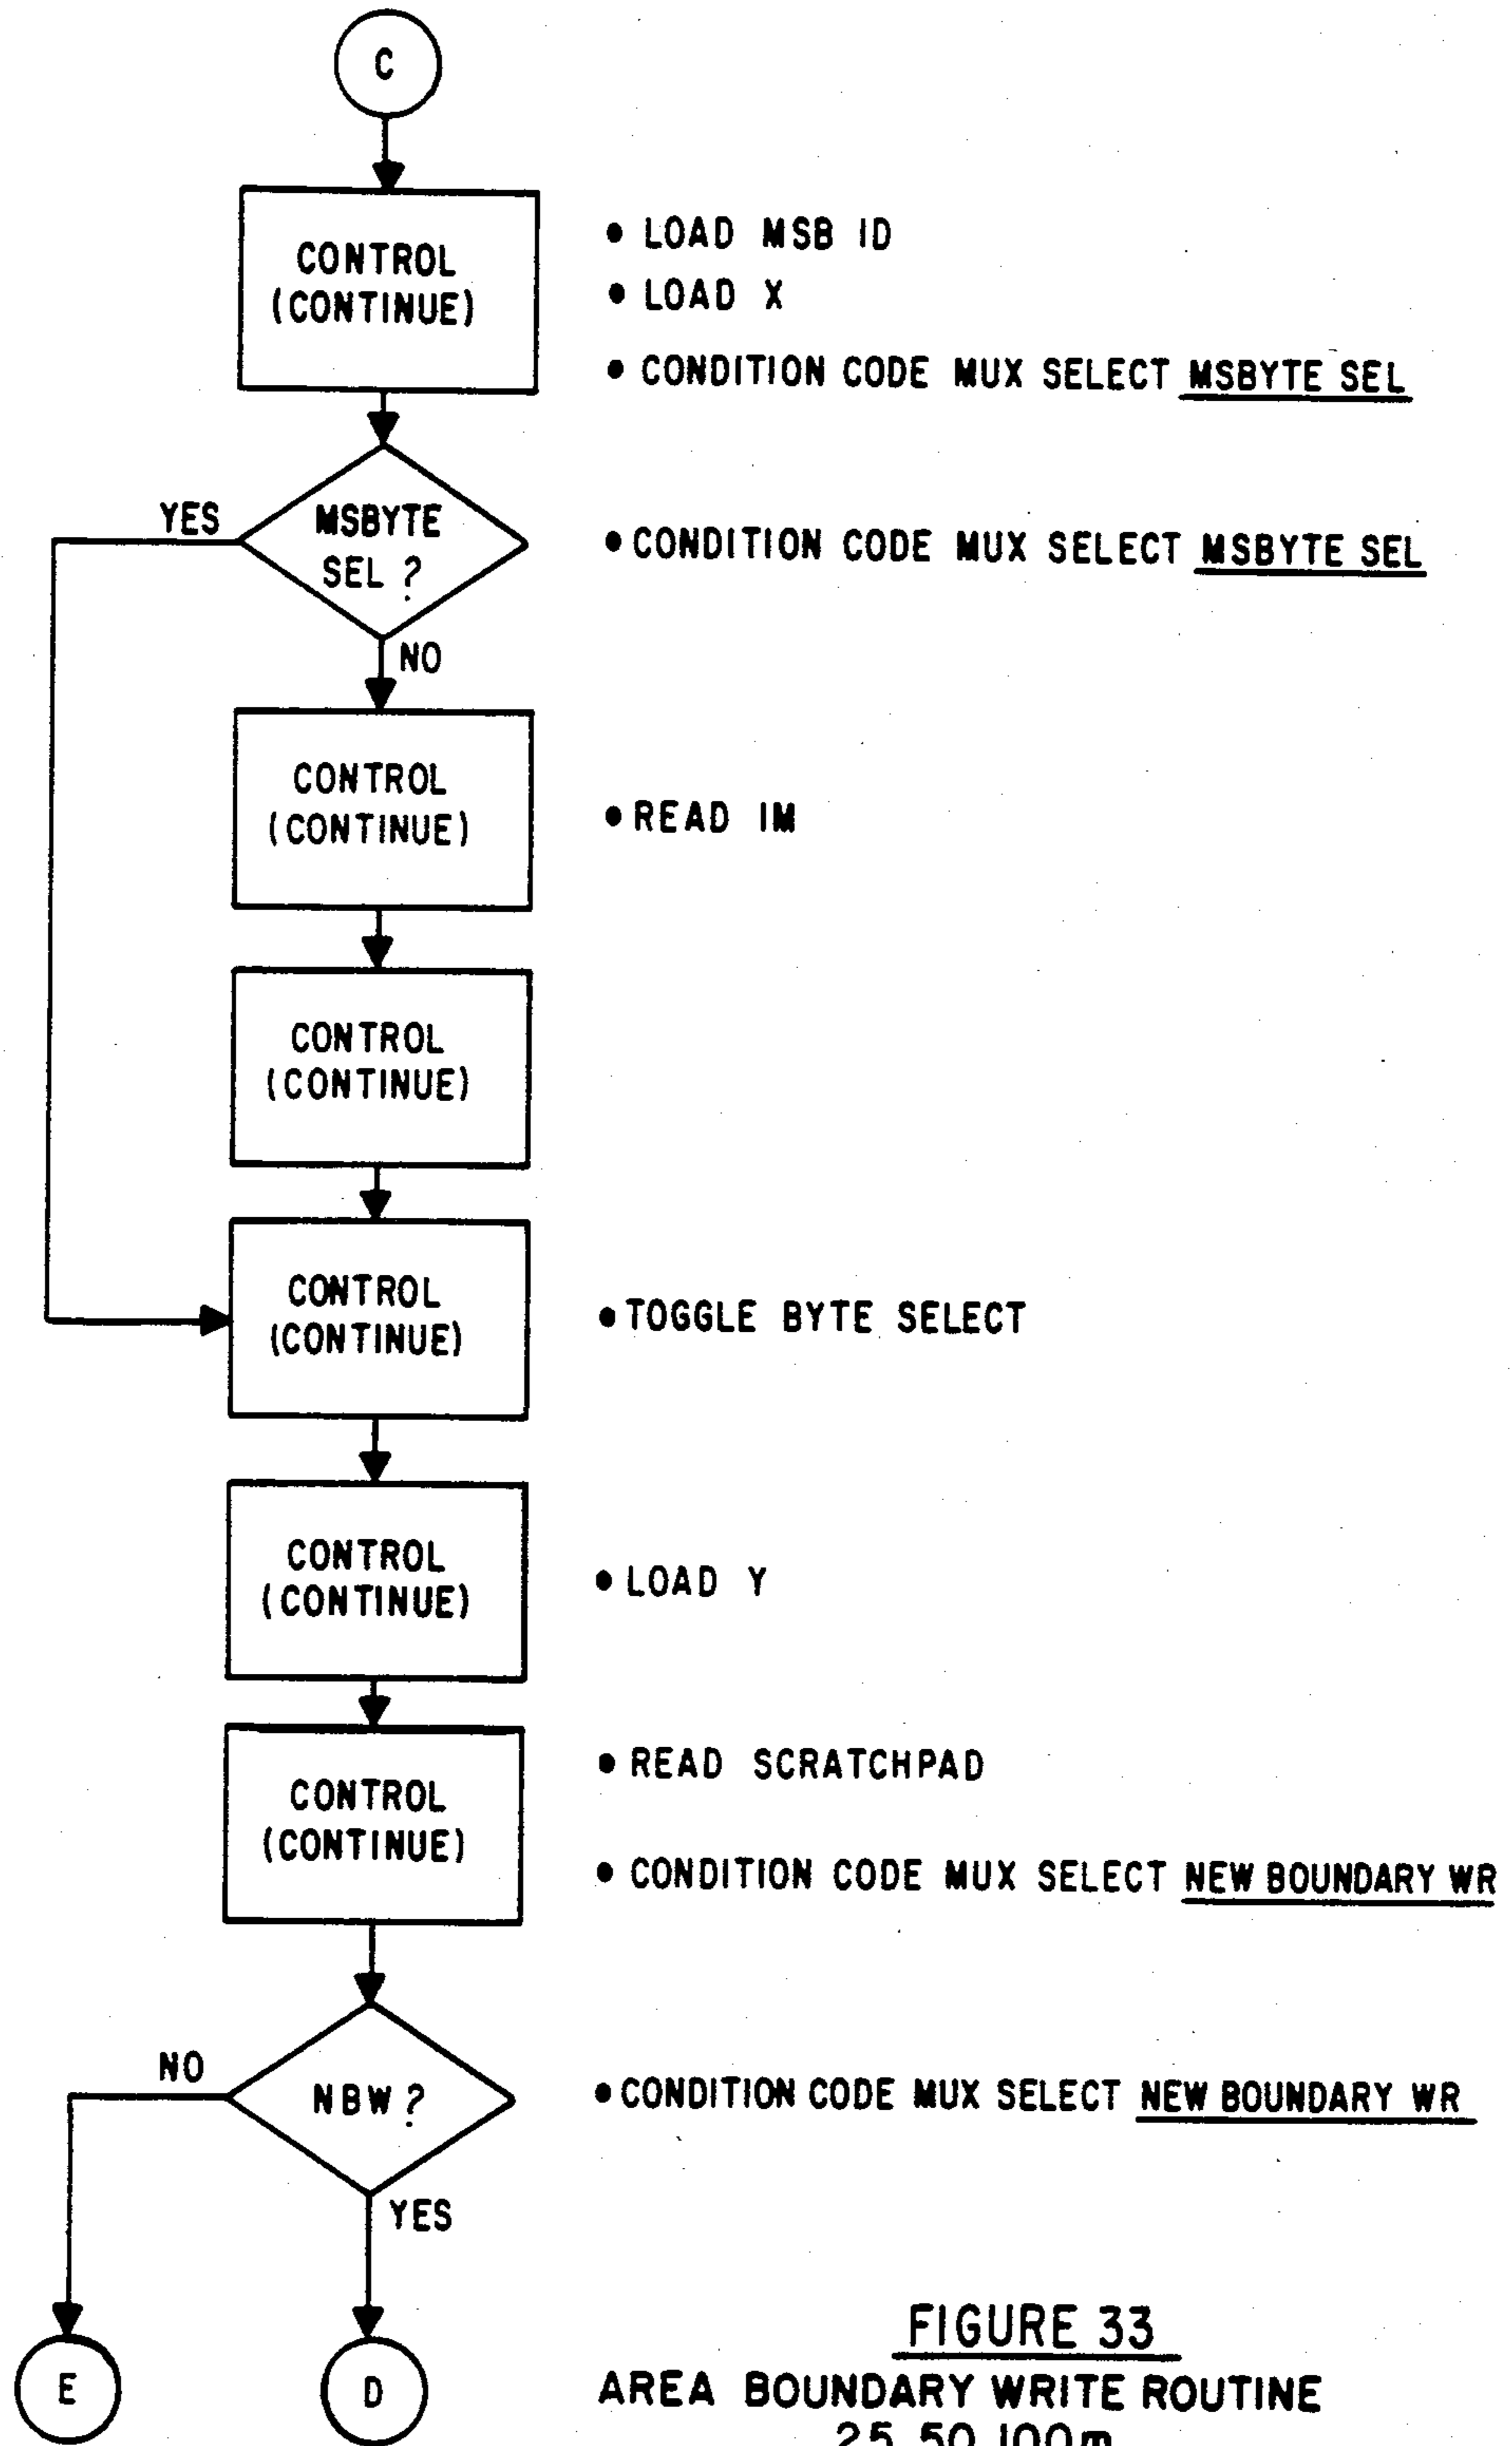 C
CONTROL
(CONTINUE)
• LOAD MSB ID
• LOAD X
• CONDITION CODE MUX SELECT MSBYTE SEL
YES
MSBYTE
SEL ?
• CONDITION CODE MUX SELECT MSBYTE SEL
NO
CONTROL
(CONTINUE)
• READ IM
CONTROL
(CONTINUE)
CONTROL
(CONTINUE)
• TOGGLE BYTE SELECT
CONTROL
(CONTINUE)
• LOAD Y
CONTROL
(CONTINUE)
• READ SCRATCHPAD
• CONDITION CODE MUX SELECT NEW BOUNDARY WR
NO
NBW ?
• CONDITION CODE MUX SELECT NEW BOUNDARY WR
YES
E
D
FIGURE 33
AREA BOUNDARY WRITE ROUTINE
25, 50, 100m